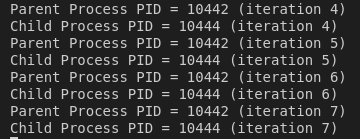 Parent Process PID = 10442 (iteration 4)
Child Process PID = 10444 (iteration 4)
Parent Process PID = 10442 (iteration 5)
Child Process PID = 10444 (iteration 5)
Parent Process PID = 10442 (iteration 6)
Child Process PID = 10444 (iteration 6)
Parent Process PID = 10442 (iteration 7)
Child Process PID = 10444 (iteration 7)